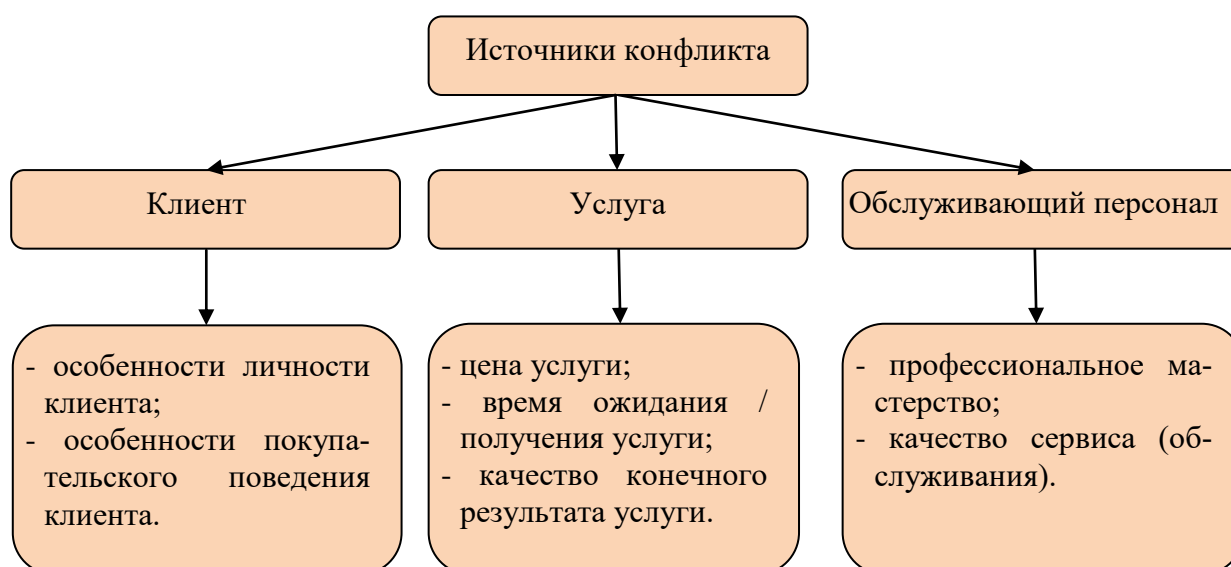 Источники конфликта
Клиент
Услуга
Обслуживающий персонал
- особенности личности
клиента;
- особенности покупа-
тельского поведения
клиента.
- цена услуги;
- время ожидания /
получения услуги;
- качество конечного
результата услуги.
- профессиональное ма-
стерство;
- качество сервиса (об-
служивания).